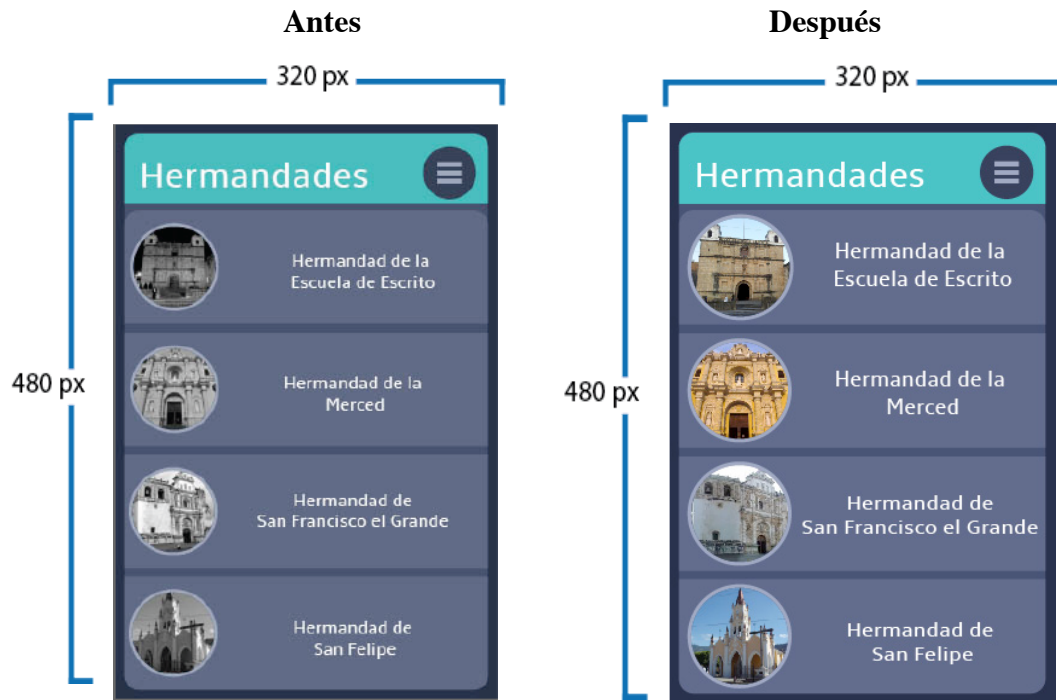 Antes
320 px
480 px
Hermandades
Hermandad de la
Escuela de Escrito
Hermandad de la
Merced
Hermandad de
San Francisco el Grande
Hermandad de
San Felipe
Después
320 px
480 px
Hermandades
Hermandad de la
Escuela de Escrito
Hermandad de la
Merced
Hermandad de
San Francisco el Grande
Hermandad de
San Felipe